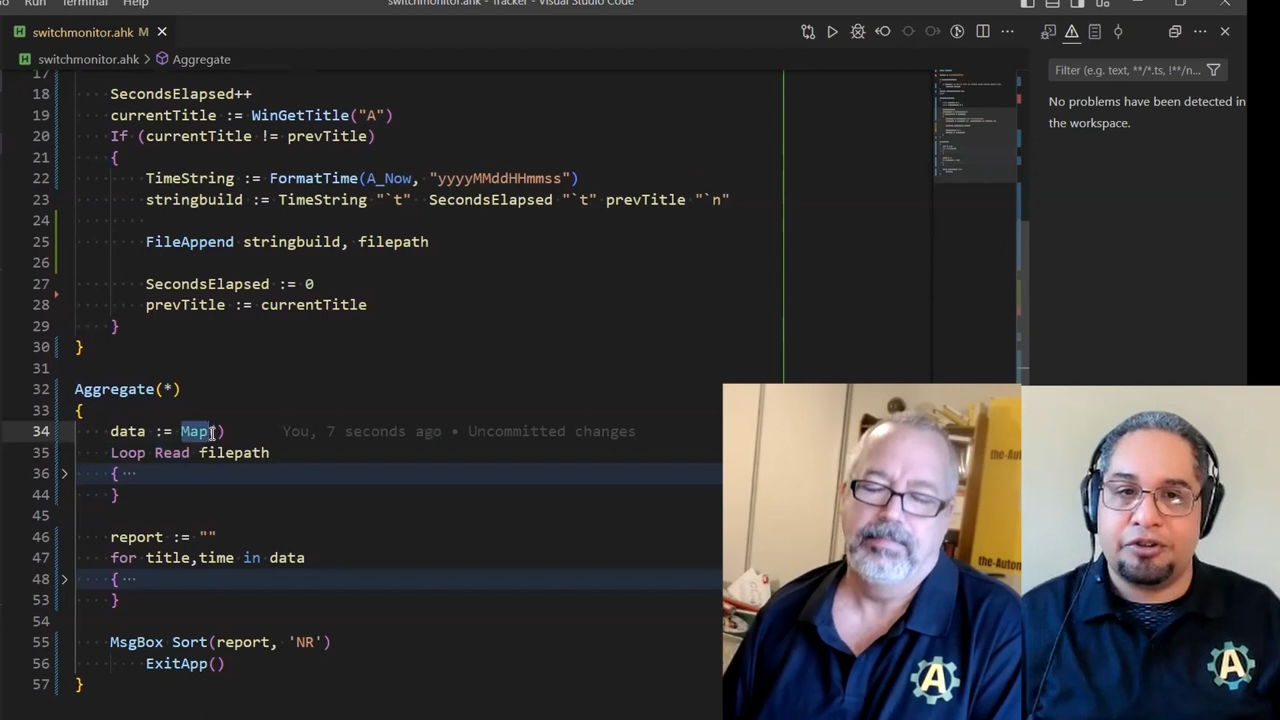 Run Terminal Help
switchmonitor.ahk - Tracker - Visual Studio Code
switchmonitor.ahk M
switchmonitor.ahk > Aggregate
17
18 SecondsElapsed++
19 currentTitle := WinGetTitle("A")
20 If (currentTitle != prevTitle)
21 {
22 TimeString := FormatTime(A_Now, "yyyyMMddHHmmss")
23 stringbuild := TimeString "`t" SecondsElapsed "`t" prevTitle "`n"
24
25 FileAppend stringbuild, filepath
26
27 SecondsElapsed := 0
28 prevTitle := currentTitle
29 }
30 }
31
32 Aggregate(*)
33 {
34 data := Map() You, 7 seconds ago • Uncommitted changes
35 Loop Read filepath
36 { ···
44 }
45
46 report := ""
47 for title,time in data
48 { ···
53 }
54
55 MsgBox Sort(report, 'NR')
56 ExitApp()
57 }
Filter (e.g. text, **/*.ts, !**/n...
No problems have been detected in
the workspace.
the-Autom
the-Auto
A
A